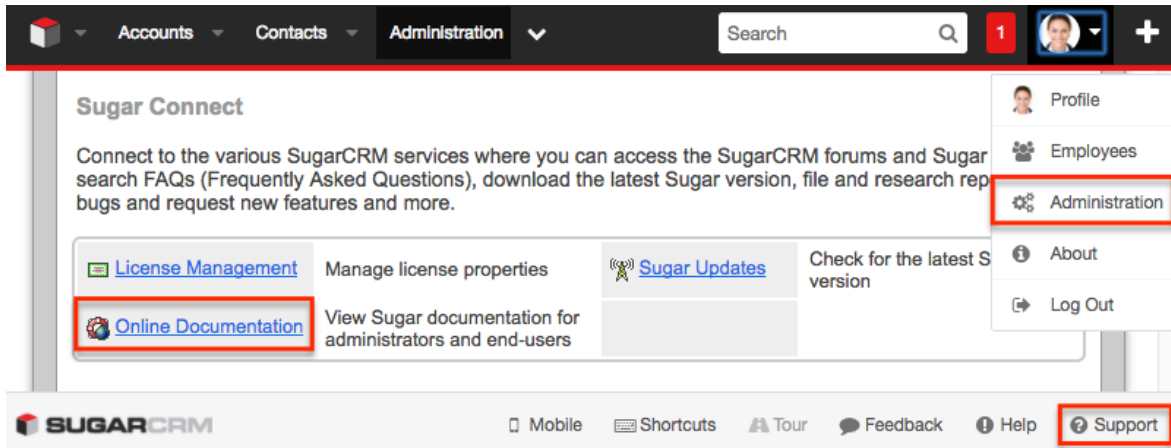 Accounts Contacts Administration Search 1
Sugar Connect
Profile
Connect to the various SugarCRM services where you can access the SugarCRM forums and Sugar
Employees
search FAQs (Frequently Asked Questions), download the latest Sugar version, file and research rep
bugs and request new features and more.
Administration
License Management Manage license properties Sugar Updates Check for the latest S
version
About
Online Documentation View Sugar documentation for
administrators and end-users
Log Out
SUGARCRM Mobile Shortcuts Tour Feedback Help Support